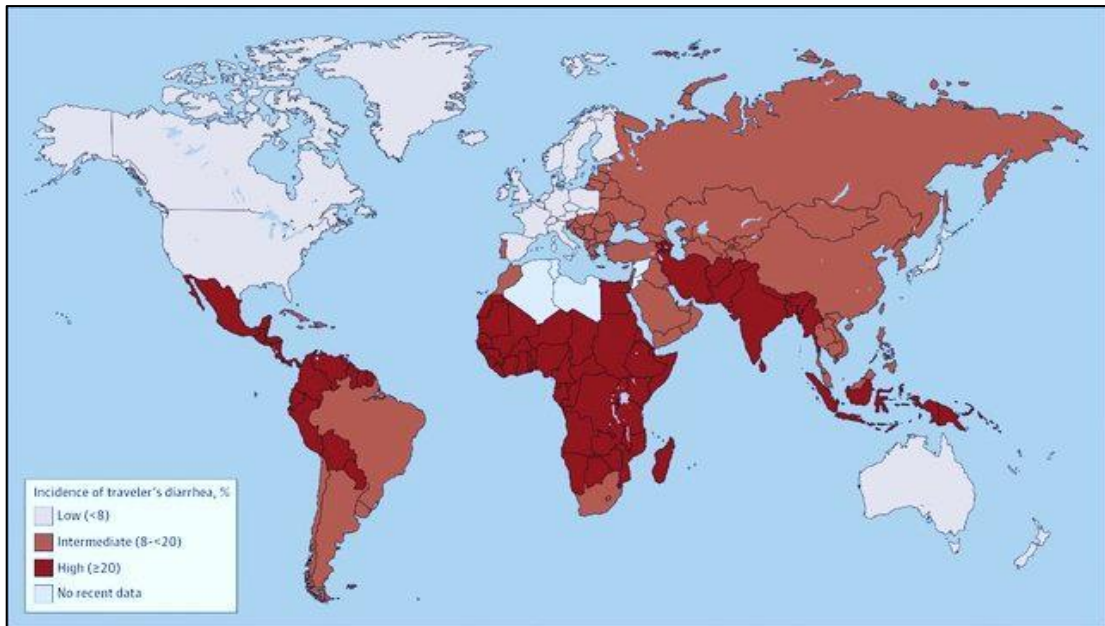 Incidence of traveler's diarrhea, %
Low (<8)
Intermediate (8-<20)
High (≥20)
No recent data